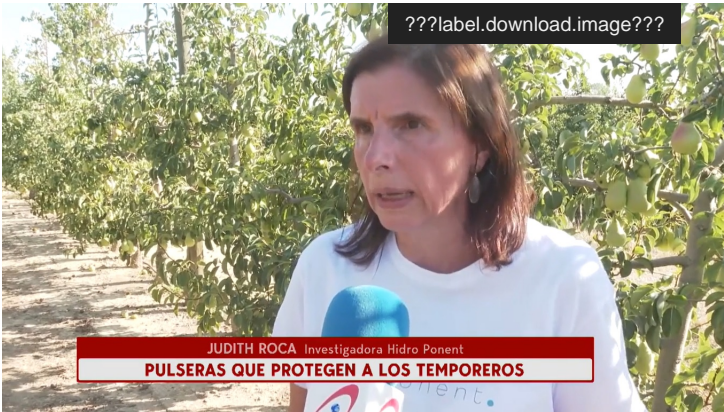 ???label.download.image???
JUDITH ROCA Investigadora Hidro Ponent
PULSERAS QUE PROTEGEN A LOS TEMPOREROS
onent.